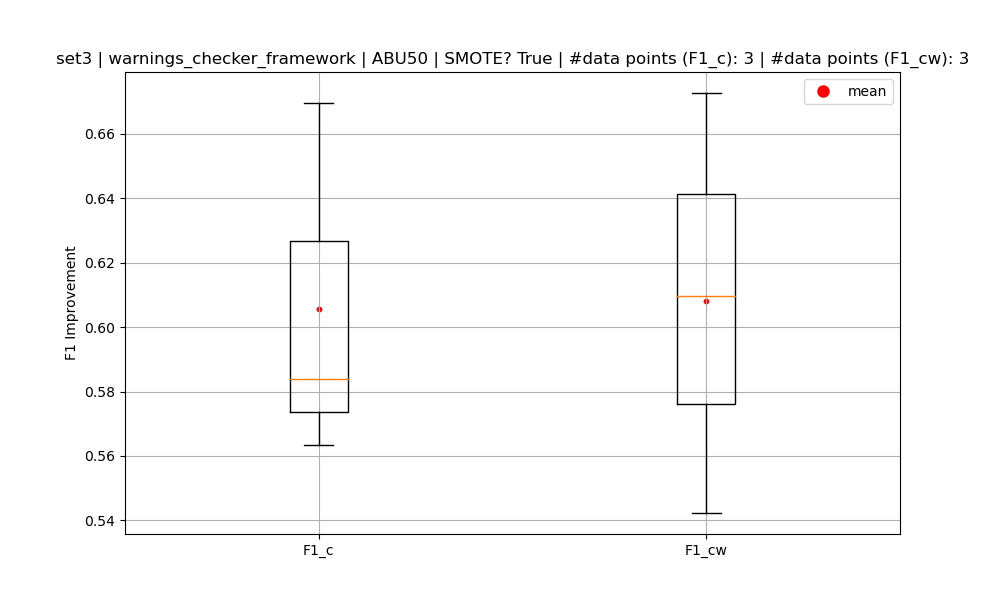 set3 | warnings_checker_framework | ABU50 | SMOTE? True | #data points (F1_c): 3 | #data points (F1_cw): 3
mean
0.66
0.64
0.62
0.60
0.58
0.56
0.54
F1 Improvement
F1_c
F1_cw